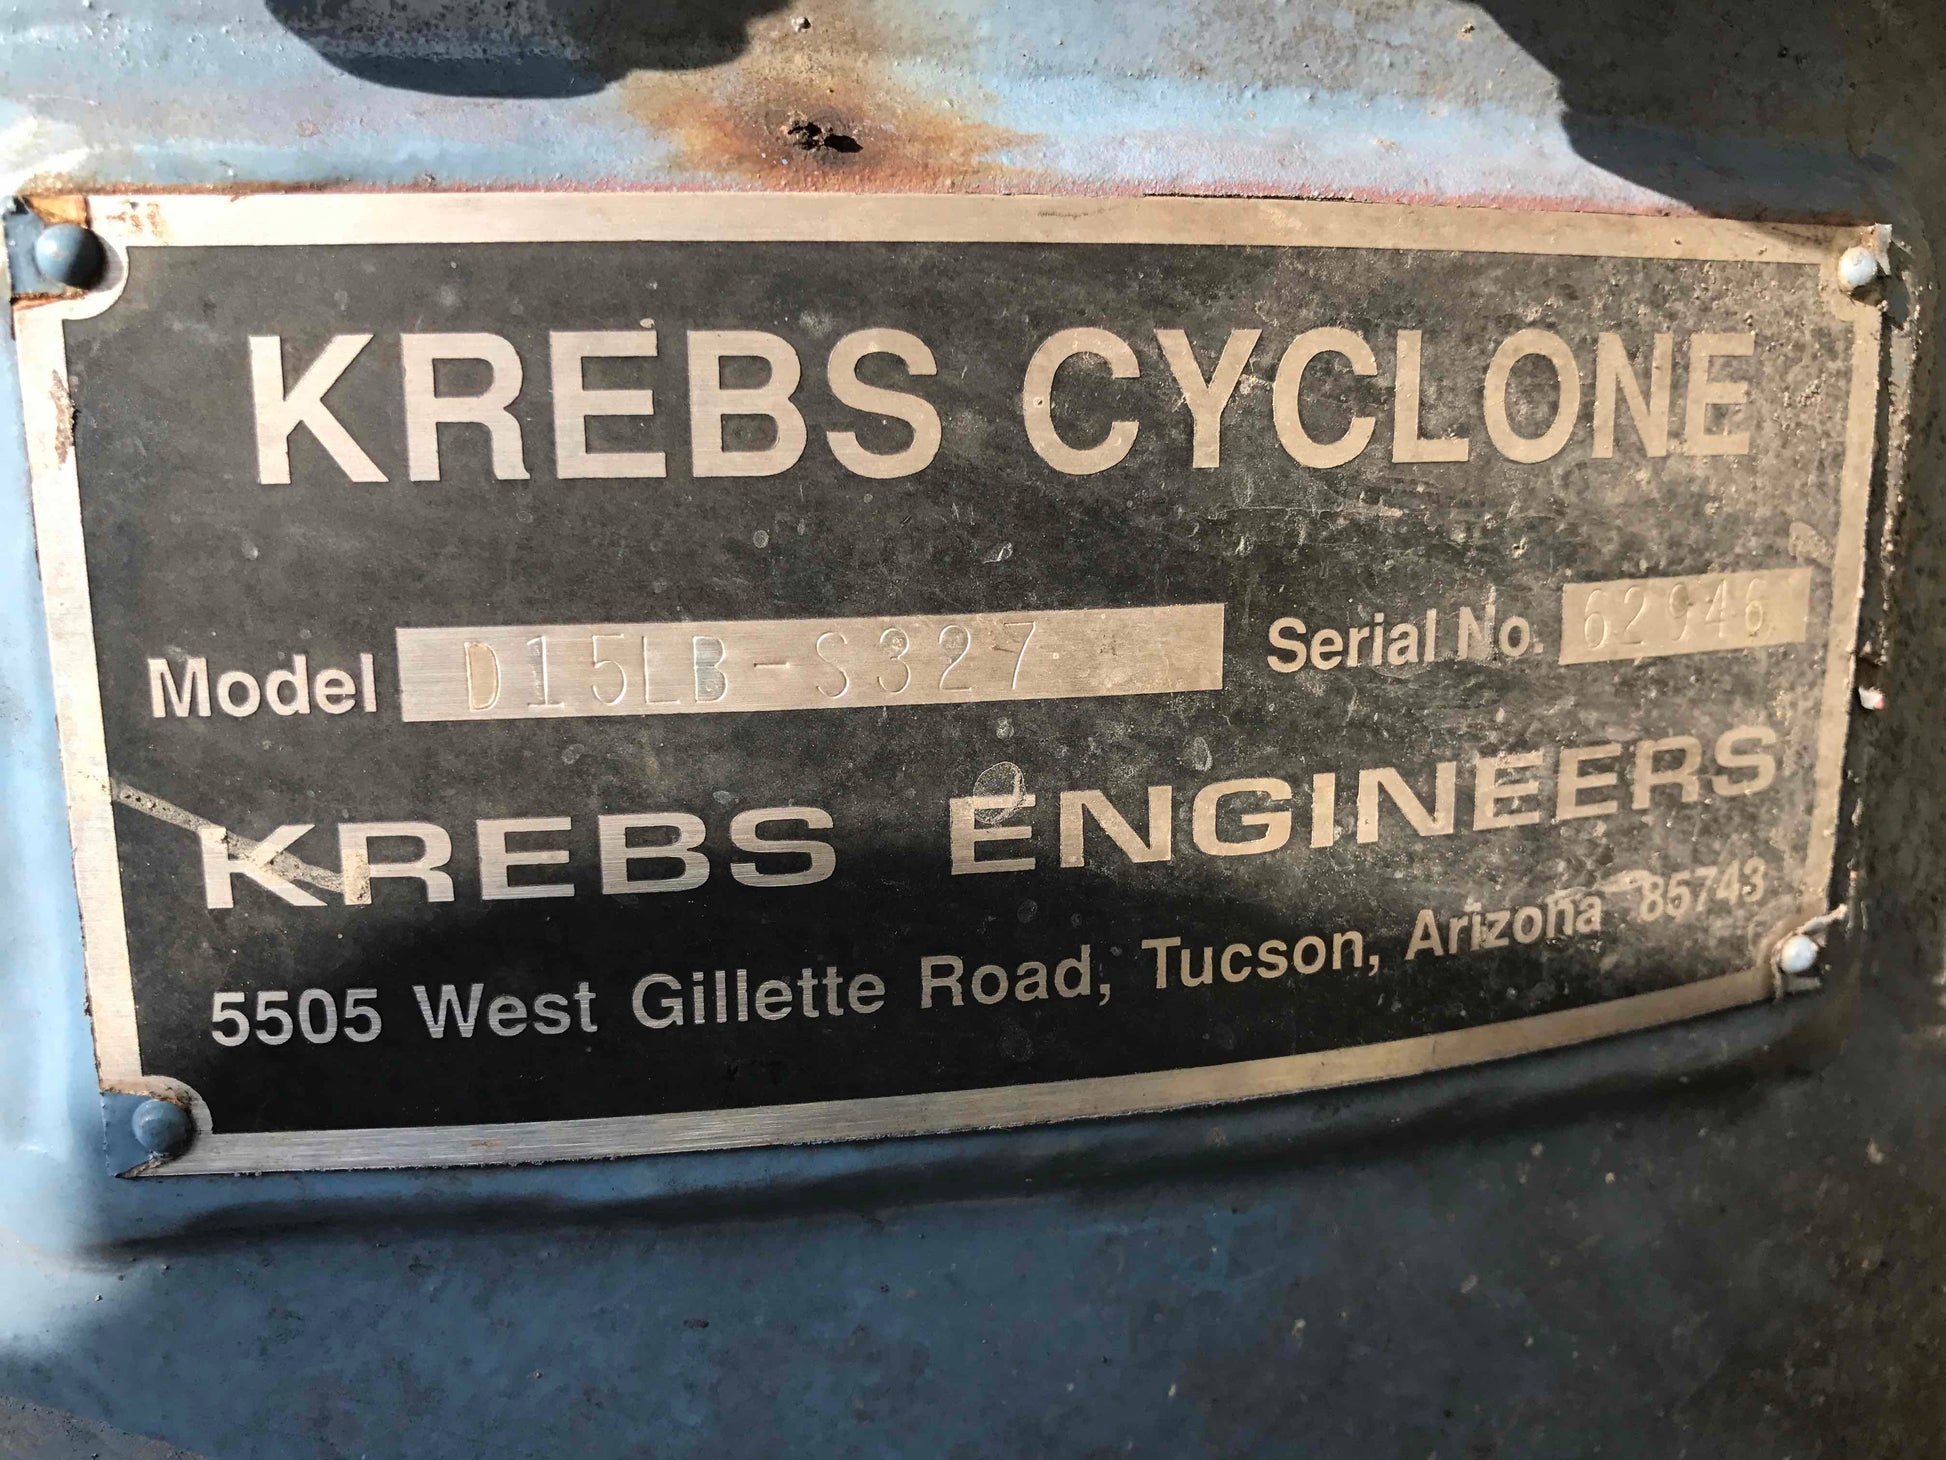 KREBS CYCLONE
Model D15LB-S327 Serial No. 62946
KREBS ENGINEERS
5505 West Gillette Road, Tucson, Arizona 85743